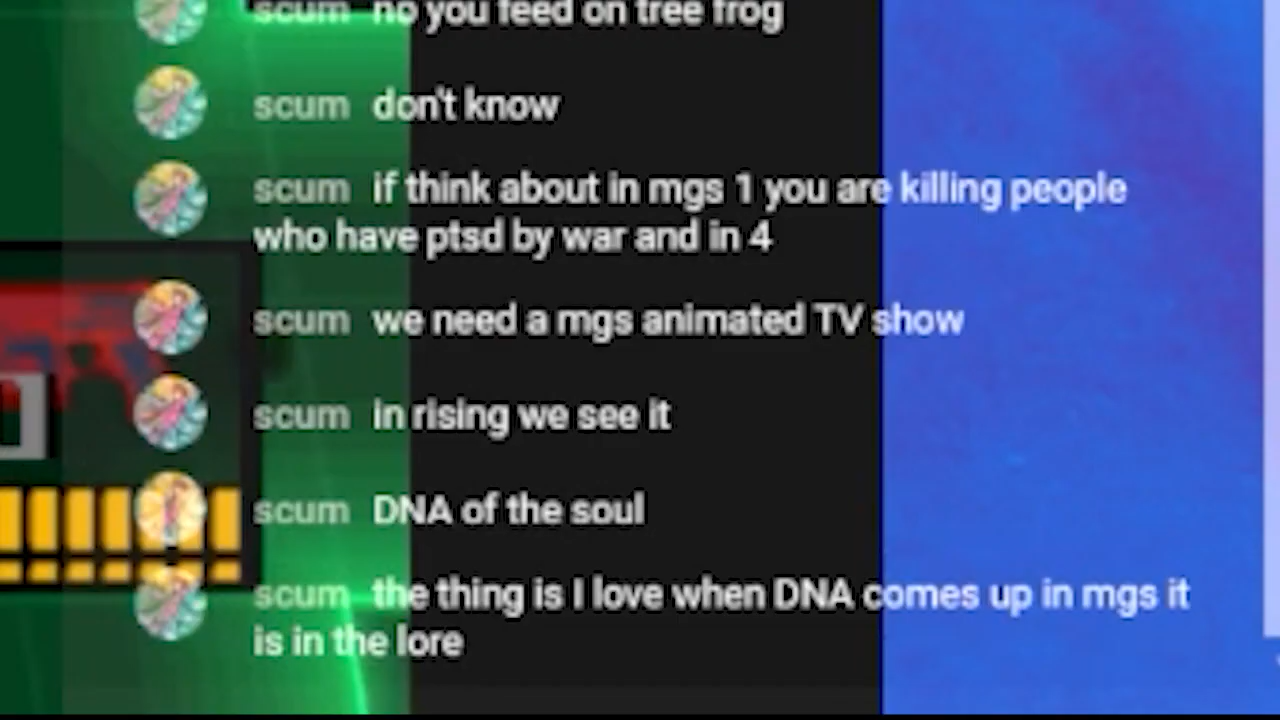 scum no you feed on tree frog
scum don't know
scum if think about in mgs 1 you are killing people
who have ptsd by war and in 4
scum we need a mgs animated TV show
scum in rising we see it
scum DNA of the soul
scum the thing is I love when DNA comes up in mgs it
is in the lore